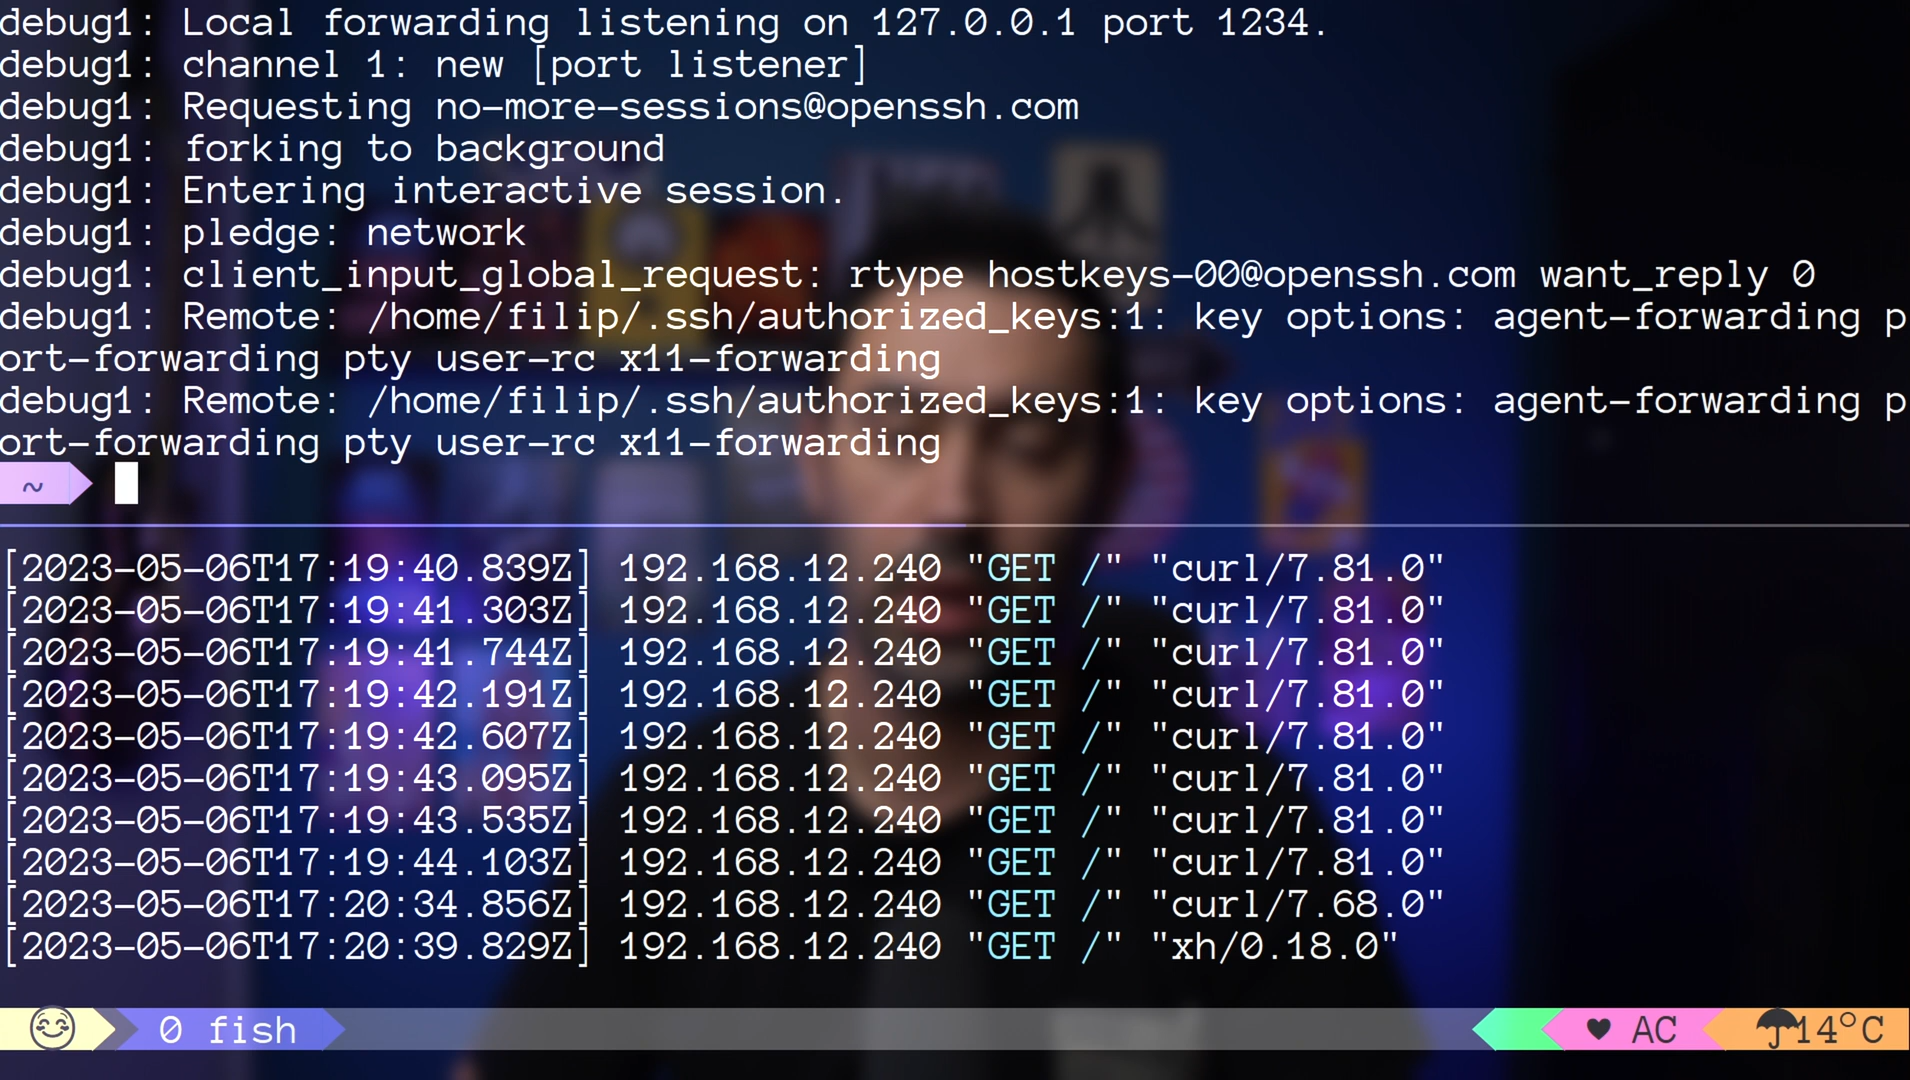 debug1: Local forwarding listening on 127.0.0.1 port 1234.
debug1: channel 1: new [port listener]
debug1: Requesting no-more-sessions@openssh.com
debug1: forking to background
debug1: Entering interactive session.
debug1: pledge: network
debug1: client_input_global_request: rtype hostkeys-00@openssh.com want_reply 0
debug1: Remote: /home/filip/.ssh/authorized_keys:1: key options: agent-forwarding p
ort-forwarding pty user-rc x11-forwarding
debug1: Remote: /home/filip/.ssh/authorized_keys:1: key options: agent-forwarding p
ort-forwarding pty user-rc x11-forwarding
~
[2023-05-06T17:19:40.839Z] 192.168.12.240 "GET /" "curl/7.81.0"
[2023-05-06T17:19:41.303Z] 192.168.12.240 "GET /" "curl/7.81.0"
[2023-05-06T17:19:41.744Z] 192.168.12.240 "GET /" "curl/7.81.0"
[2023-05-06T17:19:42.191Z] 192.168.12.240 "GET /" "curl/7.81.0"
[2023-05-06T17:19:42.607Z] 192.168.12.240 "GET /" "curl/7.81.0"
[2023-05-06T17:19:43.095Z] 192.168.12.240 "GET /" "curl/7.81.0"
[2023-05-06T17:19:43.535Z] 192.168.12.240 "GET /" "curl/7.81.0"
[2023-05-06T17:19:44.103Z] 192.168.12.240 "GET /" "curl/7.81.0"
[2023-05-06T17:20:34.856Z] 192.168.12.240 "GET /" "curl/7.68.0"
[2023-05-06T17:20:39.829Z] 192.168.12.240 "GET /" "xh/0.18.0"
0 fish ♥ AC ☂14°C